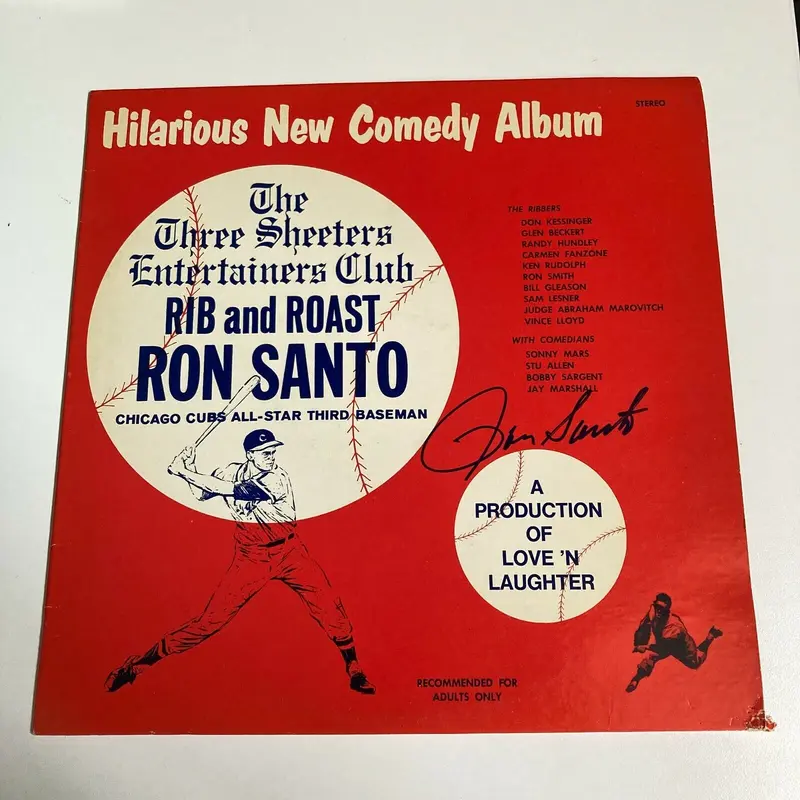 Hilarious New Comedy Album
STEREO
The
Three Sheeters
Entertainers Club
RIB and ROAST
RON SANTO
CHICAGO CUBS ALL-STAR THIRD BASEMAN
C
THE RIBBERS
DON KESSINGER
GLEN BECKERT
RANDY HUNDLEY
CARMEN FANZONE
KEN RUDOLPH
RON SMITH
BILL GLEASON
SAM LESNER
JUDGE ABRAHAM MAROVITCH
VINCE LLOYD
WITH COMEDIANS
SONNY MARS
STU ALLEN
BOBBY SARGENT
JAY MARSHALL
Ron Santo
A
PRODUCTION
OF
LOVE 'N
LAUGHTER
RECOMMENDED FOR
ADULTS ONLY